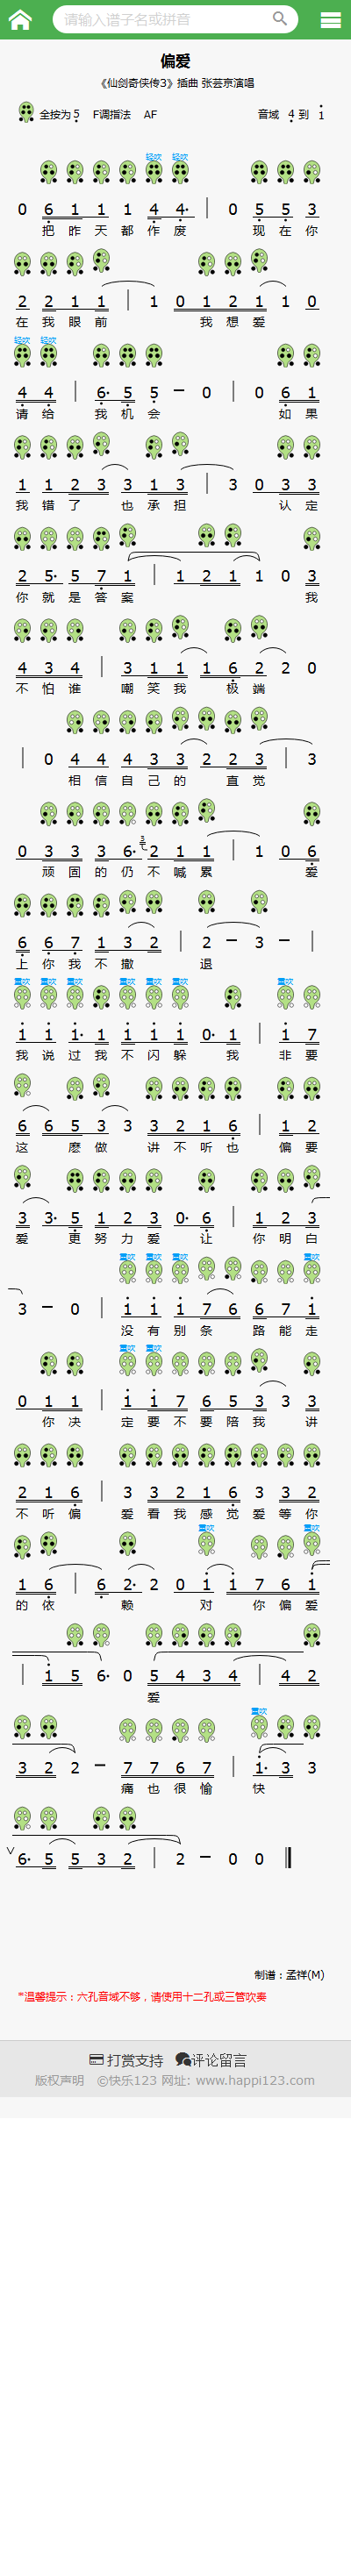 请输入谱子名或拼音
偏爱
《仙剑奇侠传3》插曲 张芸京演唱
全按为 5 F调指法 AF 音域 4 到 1
轻吹 轻吹
0 6 1 1 1 4 4· | 0 5 5 3
把 昨 天 都 作 废 现 在 你
2 2 1 1 | 1 0 1 2 1 1 0
在 我 眼 前 我 想 爱
轻吹 轻吹
4 4 | 6· 5 5 - 0 | 0 6 1
请 给 我 机 会 如 果
1 1 2 3 3 1 3 | 3 0 3 3
我 错 了 也 承 担 认 定
2 5· 5 7 1 | 1 2 1 1 0 3
你 就 是 答 案 我
4 3 4 | 3 1 1 1 6 2 2 0
不 怕 谁 嘲 笑 我 极 端
| 0 4 4 4 3 3 2 2 3 | 3
相 信 自 己 的 直 觉
0 3 3 3 6· 2 1 1 | 1 0 6
顽 固 的 仍 不 喊 累 爱
6 6 7 1 3 2 | 2 - 3 - |
上 你 我 不 撤 退
重吹 重吹 重吹 重吹 重吹 重吹 重吹
1 1 1· 1 1 1 1 0· 1 | 1 7
我 说 过 我 不 闪 躲 我 非 要
6 6 5 3 3 3 2 1 6 | 1 2
这 麽 做 讲 不 听 也 偏 要
3 3· 5 1 2 3 0· 6 | 1 2 3
爱 更 努 力 爱 让 你 明 白
重吹 重吹 重吹 重吹
3 - 0 | 1 1 1 7 6 6 7 1
没 有 别 条 路 能 走
重吹 重吹
0 1 1 | 1 1 7 6 5 3 3 3
你 决 定 要 不 要 陪 我 讲
2 1 6 | 3 3 2 1 6 3 3 2
不 听 偏 爱 看 我 感 觉 爱 等 你
重吹 重吹
1 6 | 6 2· 2 0 1 1 7 6 1
的 依 赖 对 你 偏 爱
| 1 5 6· 0 5 4 3 4 | 4 2
爱
重吹
3 2 2 - 7 7 6 7 | 1· 3 3
痛 也 很 愉 快
6· 5 5 3 2 | 2 - 0 0
制谱：孟祥(M)
*温馨提示：六孔音域不够，请使用十二孔或三管吹奏
打赏支持 评论留言
版权声明 ©快乐123 网址: www.happi123.com